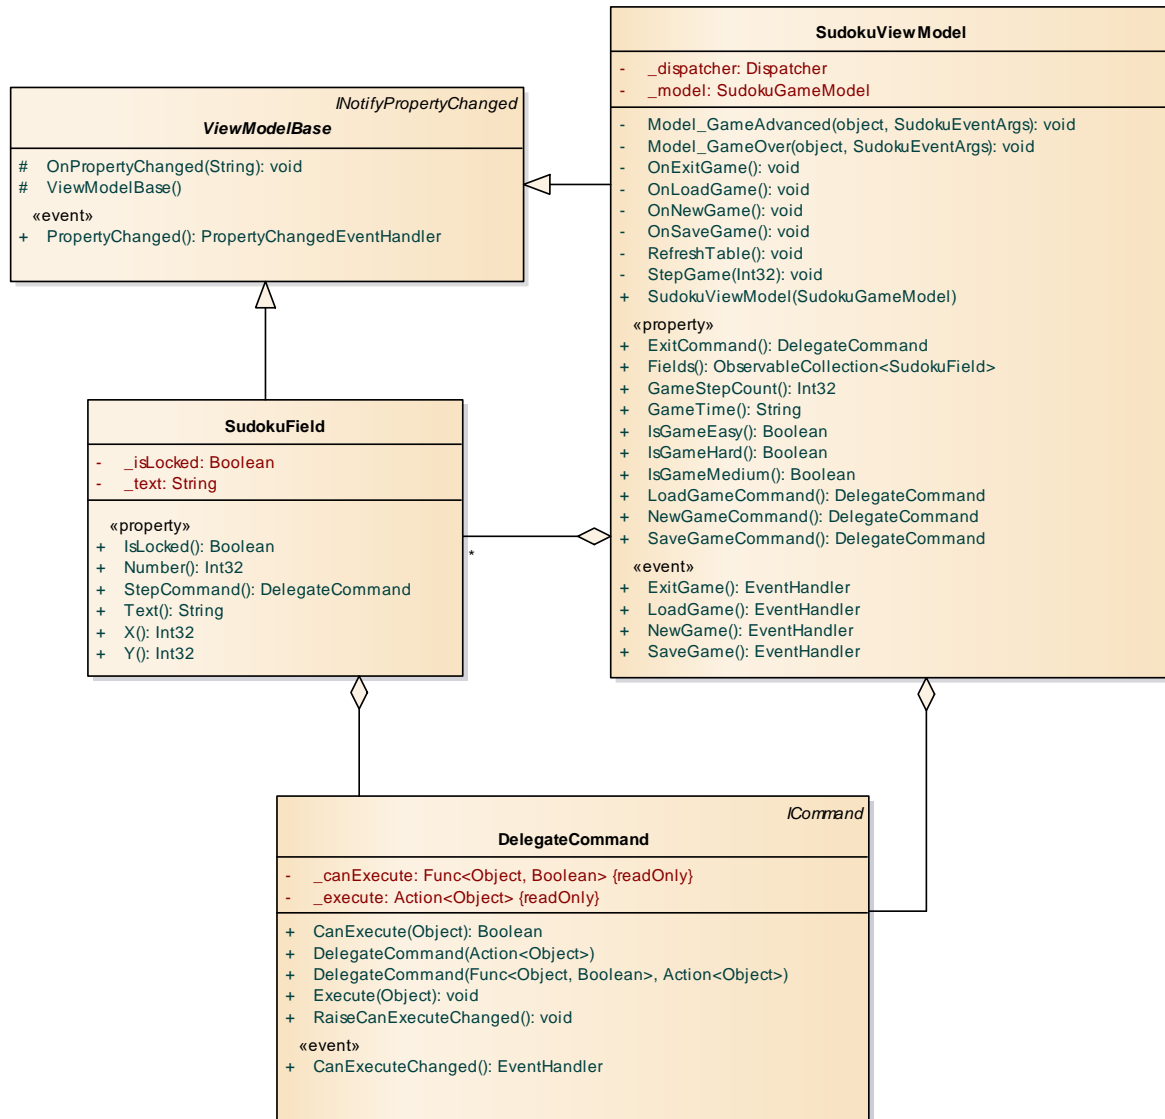 SudokuViewModel
- _dispatcher: Dispatcher
- _model: SudokuGameModel
- Model_GameAdvanced(object, SudokuEventArgs): void
- Model_GameOver(object, SudokuEventArgs): void
- OnExitGame(): void
- OnLoadGame(): void
- OnNewGame(): void
- OnSaveGame(): void
- RefreshTable(): void
- StepGame(Int32): void
+ SudokuViewModel(SudokuGameModel)
«property»
+ ExitCommand(): DelegateCommand
+ Fields(): ObservableCollection<SudokuField>
+ GameStepCount(): Int32
+ GameTime(): String
+ IsGameEasy(): Boolean
+ IsGameHard(): Boolean
+ IsGameMedium(): Boolean
+ LoadGameCommand(): DelegateCommand
+ NewGameCommand(): DelegateCommand
+ SaveGameCommand(): DelegateCommand
«event»
+ ExitGame(): EventHandler
+ LoadGame(): EventHandler
+ NewGame(): EventHandler
+ SaveGame(): EventHandler
INotifyPropertyChanged
ViewModelBase
# OnPropertyChanged(String): void
# ViewModelBase()
«event»
+ PropertyChanged(): PropertyChangedEventHandler
SudokuField
- _isLocked: Boolean
- _text: String
«property»
+ IsLocked(): Boolean
+ Number(): Int32
+ StepCommand(): DelegateCommand
+ Text(): String
+ X(): Int32
+ Y(): Int32
*
ICommand
DelegateCommand
- _canExecute: Func<Object, Boolean> {readOnly}
- _execute: Action<Object> {readOnly}
+ CanExecute(Object): Boolean
+ DelegateCommand(Action<Object>)
+ DelegateCommand(Func<Object, Boolean>, Action<Object>)
+ Execute(Object): void
+ RaiseCanExecuteChanged(): void
«event»
+ CanExecuteChanged(): EventHandler